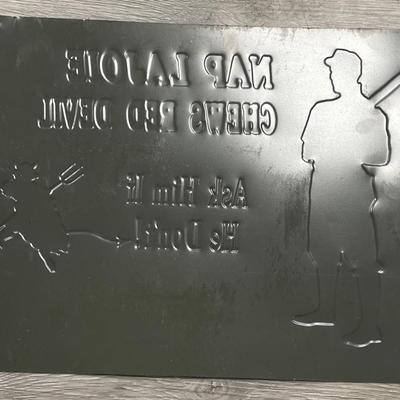 NAP LAJOIE
CHEWS RED DEVIL
Ask Him If
He Don't!